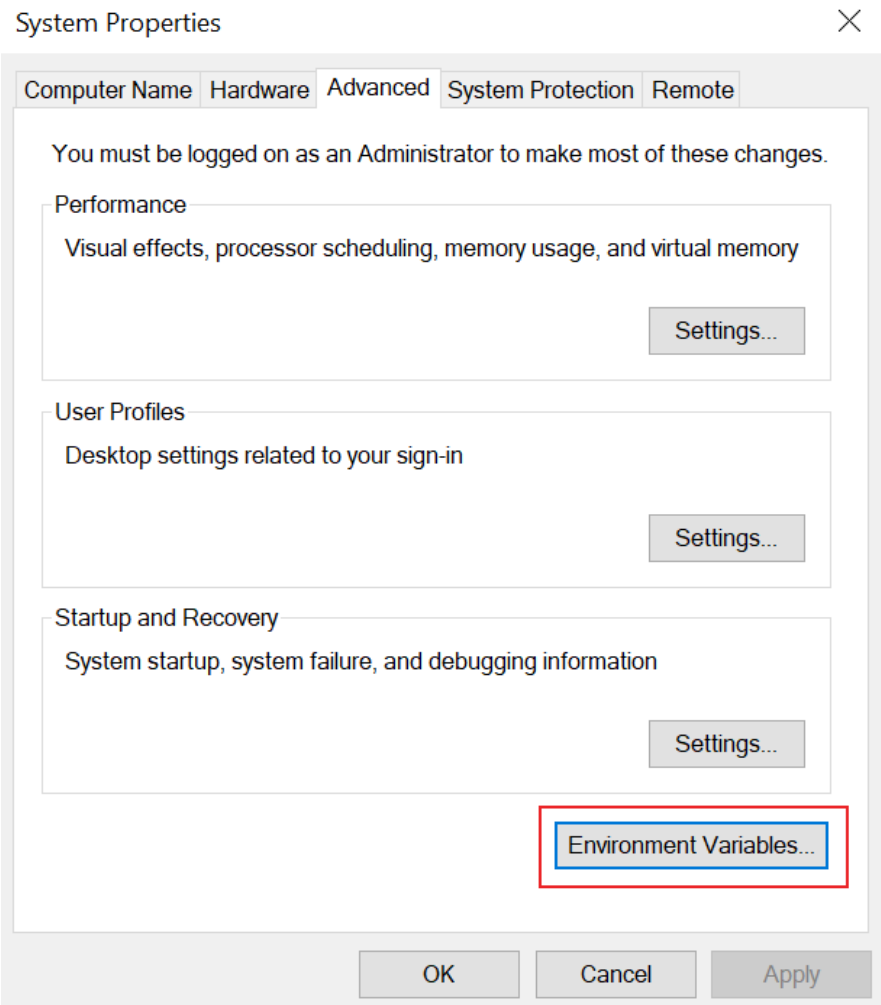 System Properties
Computer Name Hardware Advanced System Protection Remote
You must be logged on as an Administrator to make most of these changes.
Performance
Visual effects, processor scheduling, memory usage, and virtual memory
Settings...
User Profiles
Desktop settings related to your sign-in
Settings...
Startup and Recovery
System startup, system failure, and debugging information
Settings...
Environment Variables...
OK Cancel Apply